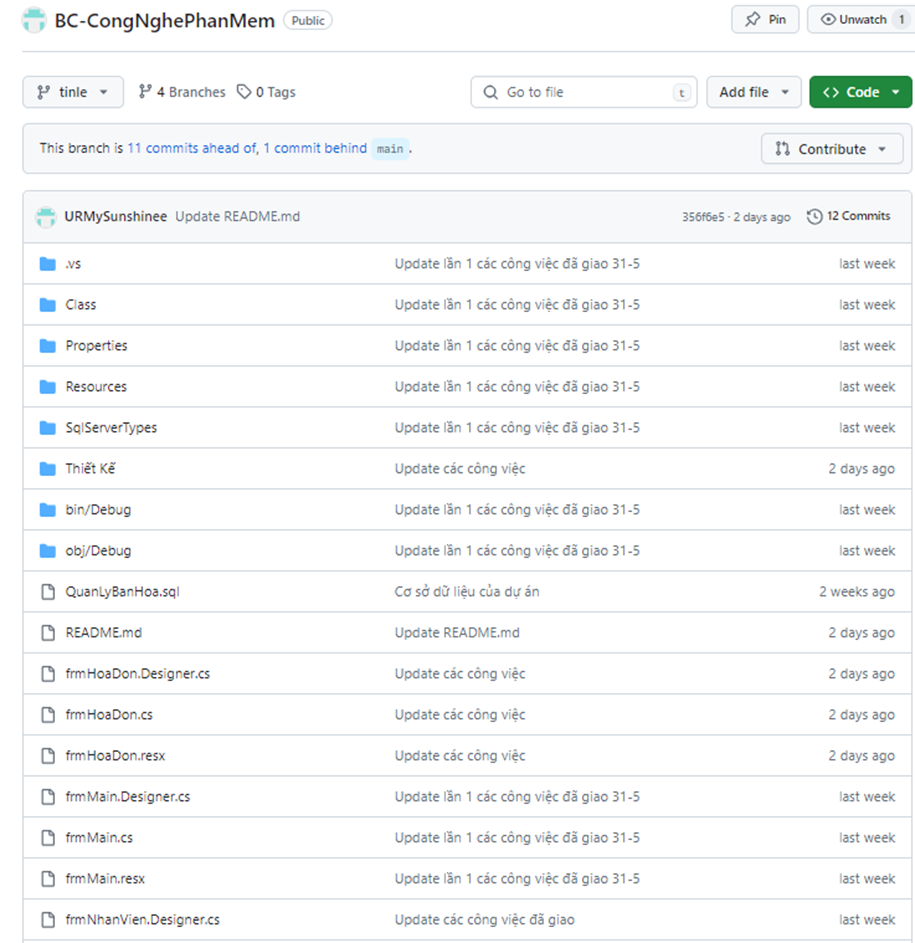 BC-CongNghePhanMem Public Pin Unwatch 1
tinle 4 Branches 0 Tags Go to file t Add file Code
This branch is 11 commits ahead of, 1 commit behind main . Contribute
URMySunshinee Update README.md 356f6e5 · 2 days ago 12 Commits
.vs Update lần 1 các công việc đã giao 31-5 last week
Class Update lần 1 các công việc đã giao 31-5 last week
Properties Update lần 1 các công việc đã giao 31-5 last week
Resources Update lần 1 các công việc đã giao 31-5 last week
SqlServerTypes Update lần 1 các công việc đã giao 31-5 last week
Thiết Kế Update các công việc 2 days ago
bin/Debug Update lần 1 các công việc đã giao 31-5 last week
obj/Debug Update lần 1 các công việc đã giao 31-5 last week
QuanLyBanHoa.sql Cơ sở dữ liệu của dự án 2 weeks ago
README.md Update README.md 2 days ago
frmHoaDon.Designer.cs Update các công việc 2 days ago
frmHoaDon.cs Update các công việc 2 days ago
frmHoaDon.resx Update các công việc 2 days ago
frmMain.Designer.cs Update lần 1 các công việc đã giao 31-5 last week
frmMain.cs Update lần 1 các công việc đã giao 31-5 last week
frmMain.resx Update lần 1 các công việc đã giao 31-5 last week
frmNhanVien.Designer.cs Update các công việc đã giao last week